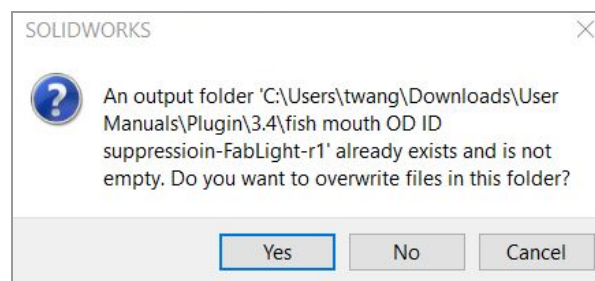 SOLIDWORKS
An output folder 'C:\Users\twang\Downloads\User
Manuals\Plugin\3.4\fish mouth OD ID
suppressioin-FabLight-r1' already exists and is not
empty. Do you want to overwrite files in this folder?
Yes No Cancel